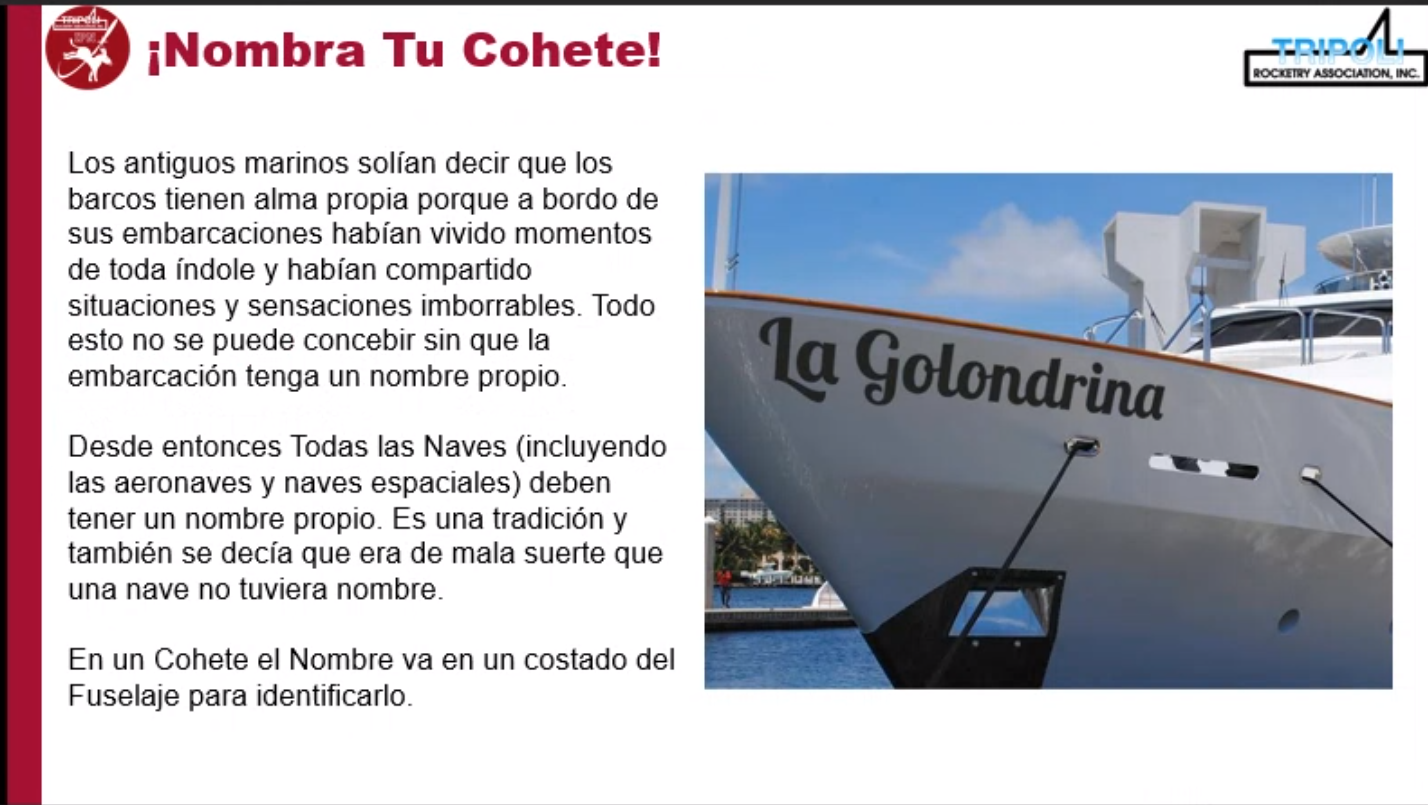 ¡Nombra Tu Cohete!
TRIPOLI
ROCKETRY ASSOCIATION, INC.
Los antiguos marinos solían decir que los
barcos tienen alma propia porque a bordo de
sus embarcaciones habían vivido momentos
de toda índole y habían compartido
situaciones y sensaciones imborrables. Todo
esto no se puede concebir sin que la
embarcación tenga un nombre propio.
Desde entonces Todas las Naves (incluyendo
las aeronaves y naves espaciales) deben
tener un nombre propio. Es una tradición y
también se decía que era de mala suerte que
una nave no tuviera nombre.
En un Cohete el Nombre va en un costado del
Fuselaje para identificarlo.
La Golondrina